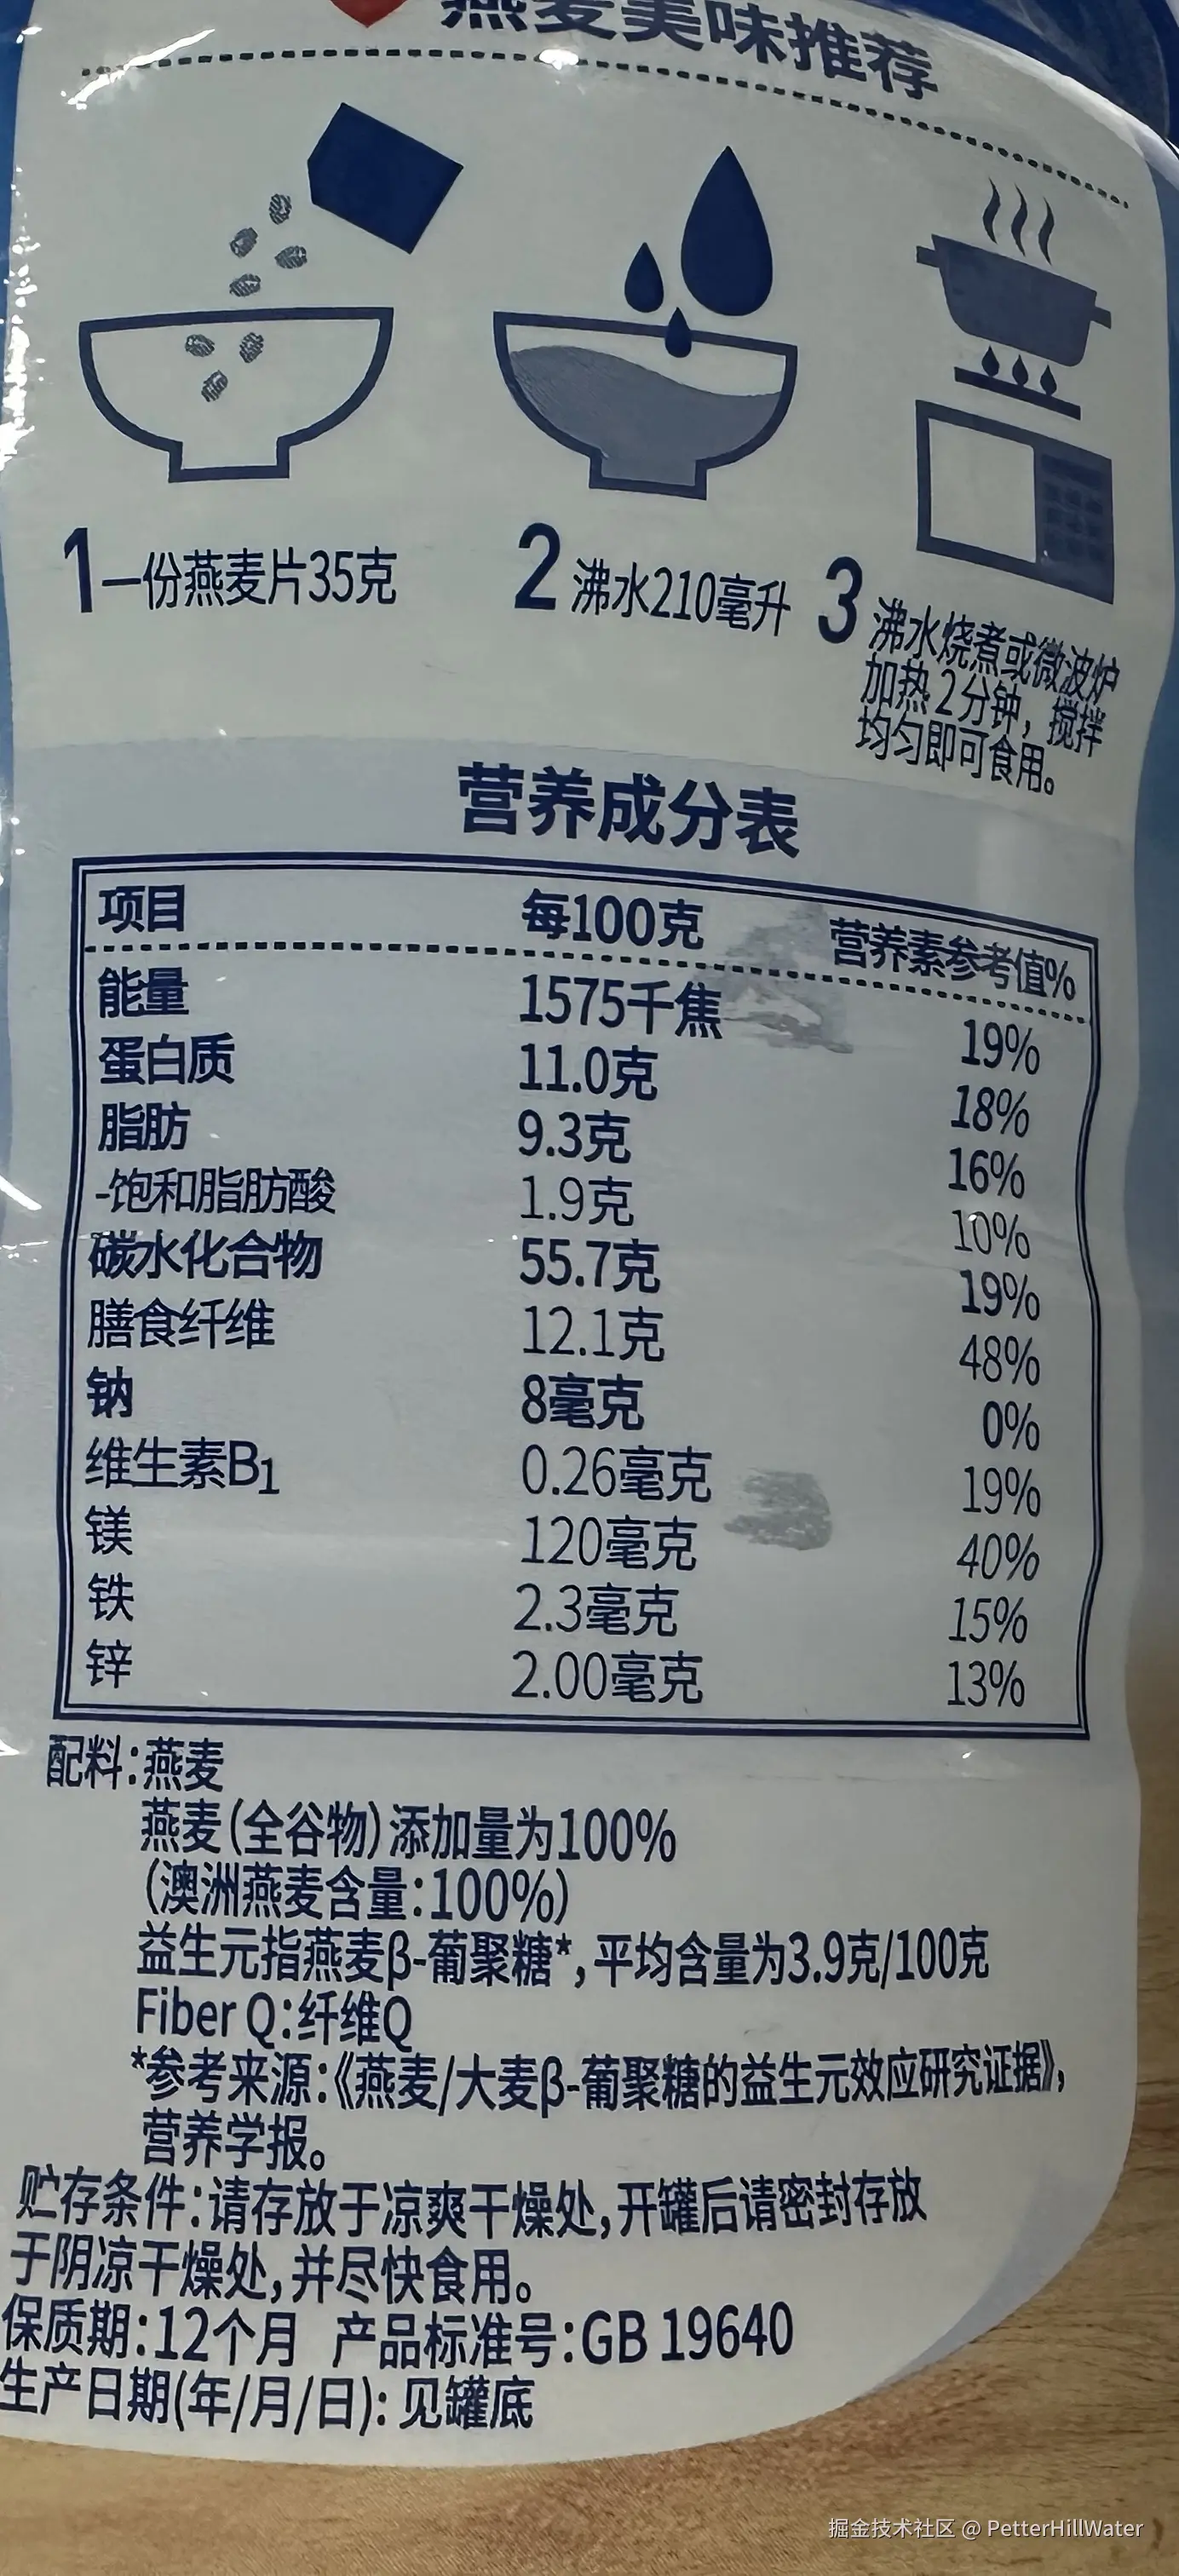 燕麦美味推荐
1 一份燕麦片35克
2 沸水210毫升
3 沸水烧煮或微波炉
加热2分钟，搅拌
均匀即可食用。
营养成分表
项目 每100克 营养素参考值%
能量 1575千焦 19%
蛋白质 11.0克 18%
脂肪 9.3克 16%
-饱和脂肪酸 1.9克 10%
碳水化合物 55.7克 19%
膳食纤维 12.1克 48%
钠 8毫克 0%
维生素B1 0.26毫克 19%
镁 120毫克 40%
铁 2.3毫克 15%
锌 2.00毫克 13%
配料：燕麦
燕麦（全谷物）添加量为100%
（澳洲燕麦含量：100%）
益生元指燕麦β-葡聚糖*，平均含量为3.9克/100克
Fiber Q：纤维Q
*参考来源：《燕麦/大麦β-葡聚糖的益生元效应研究证据》，
营养学报。
贮存条件：请存放于凉爽干燥处，开罐后请密封存放
于阴凉干燥处，并尽快食用。
保质期：12个月 产品标准号：GB 19640
生产日期(年/月/日)：见罐底
掘金技术社区 @ PetterHillWater